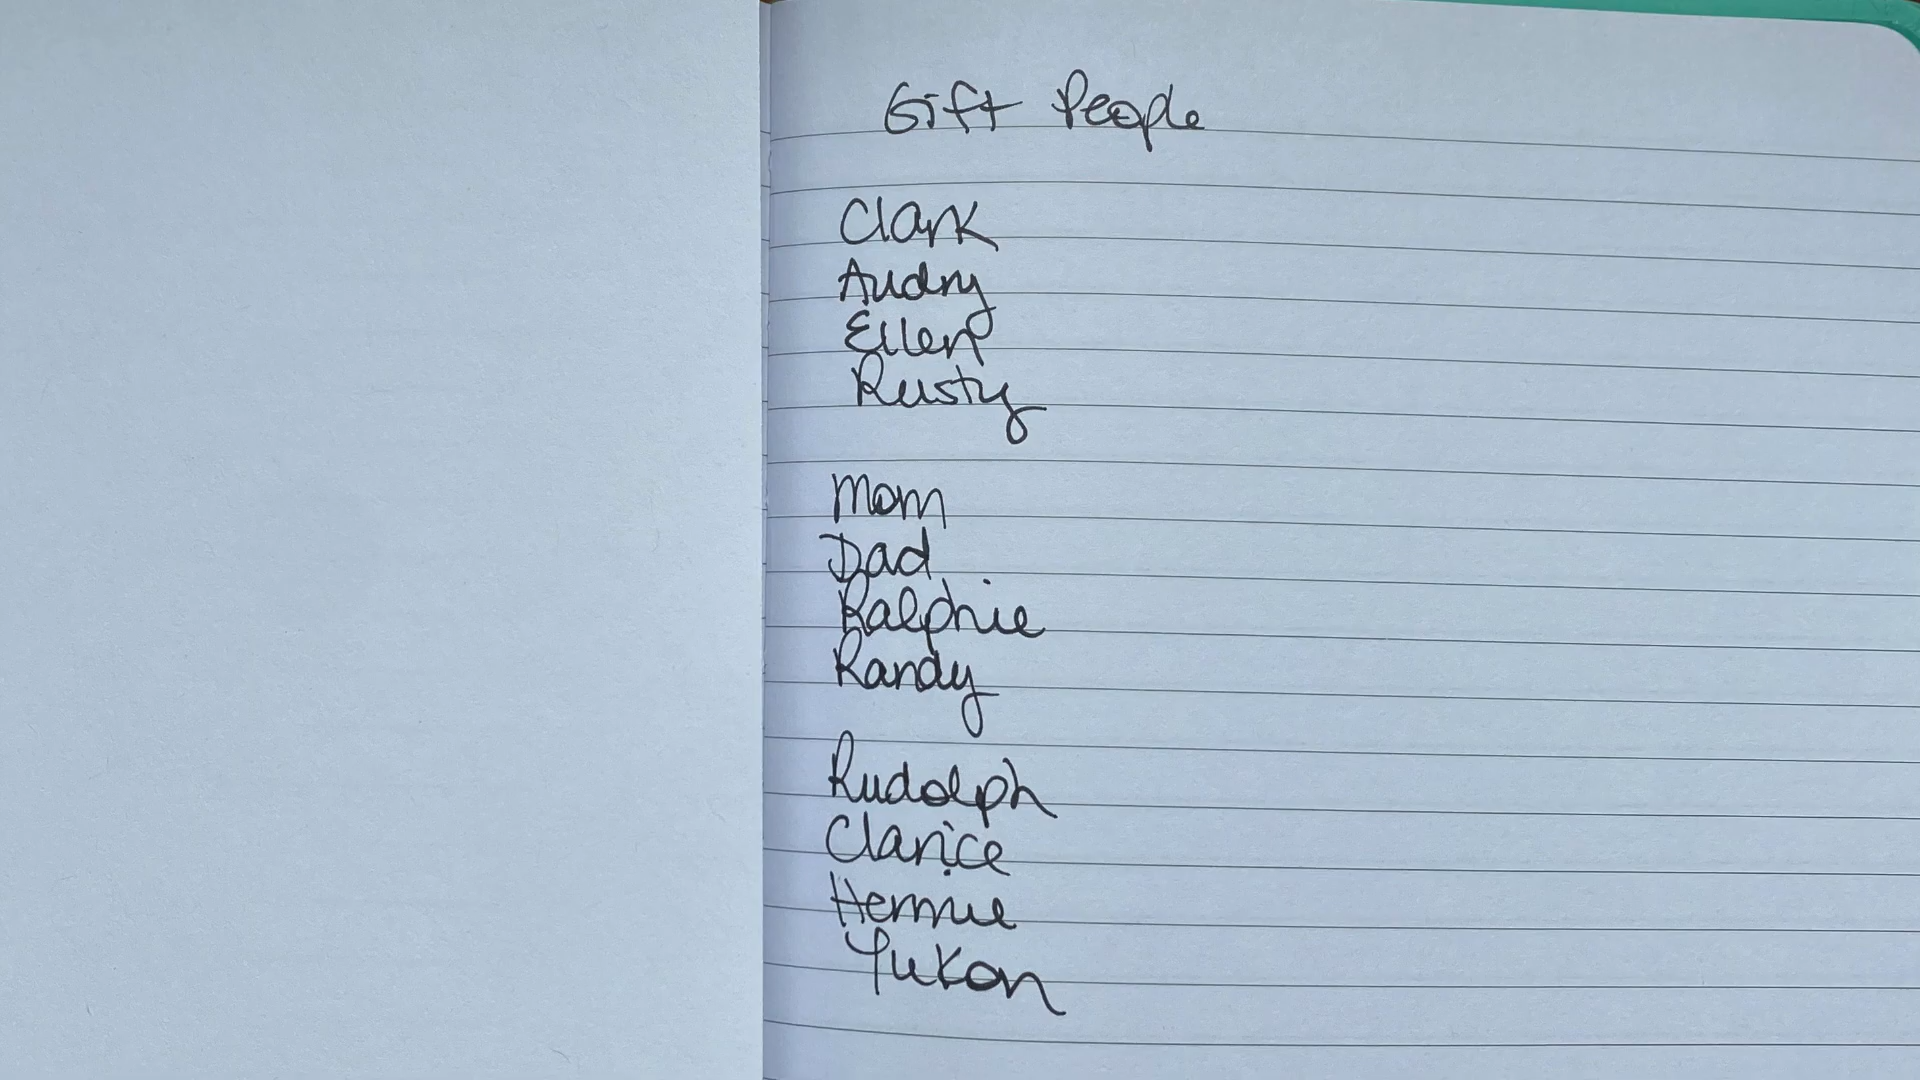 Gift People
Clark
Audry
Ellen
Rusty
Mom
Dad
Ralphie
Randy
Rudolph
Clarice
Hermie
Yukon